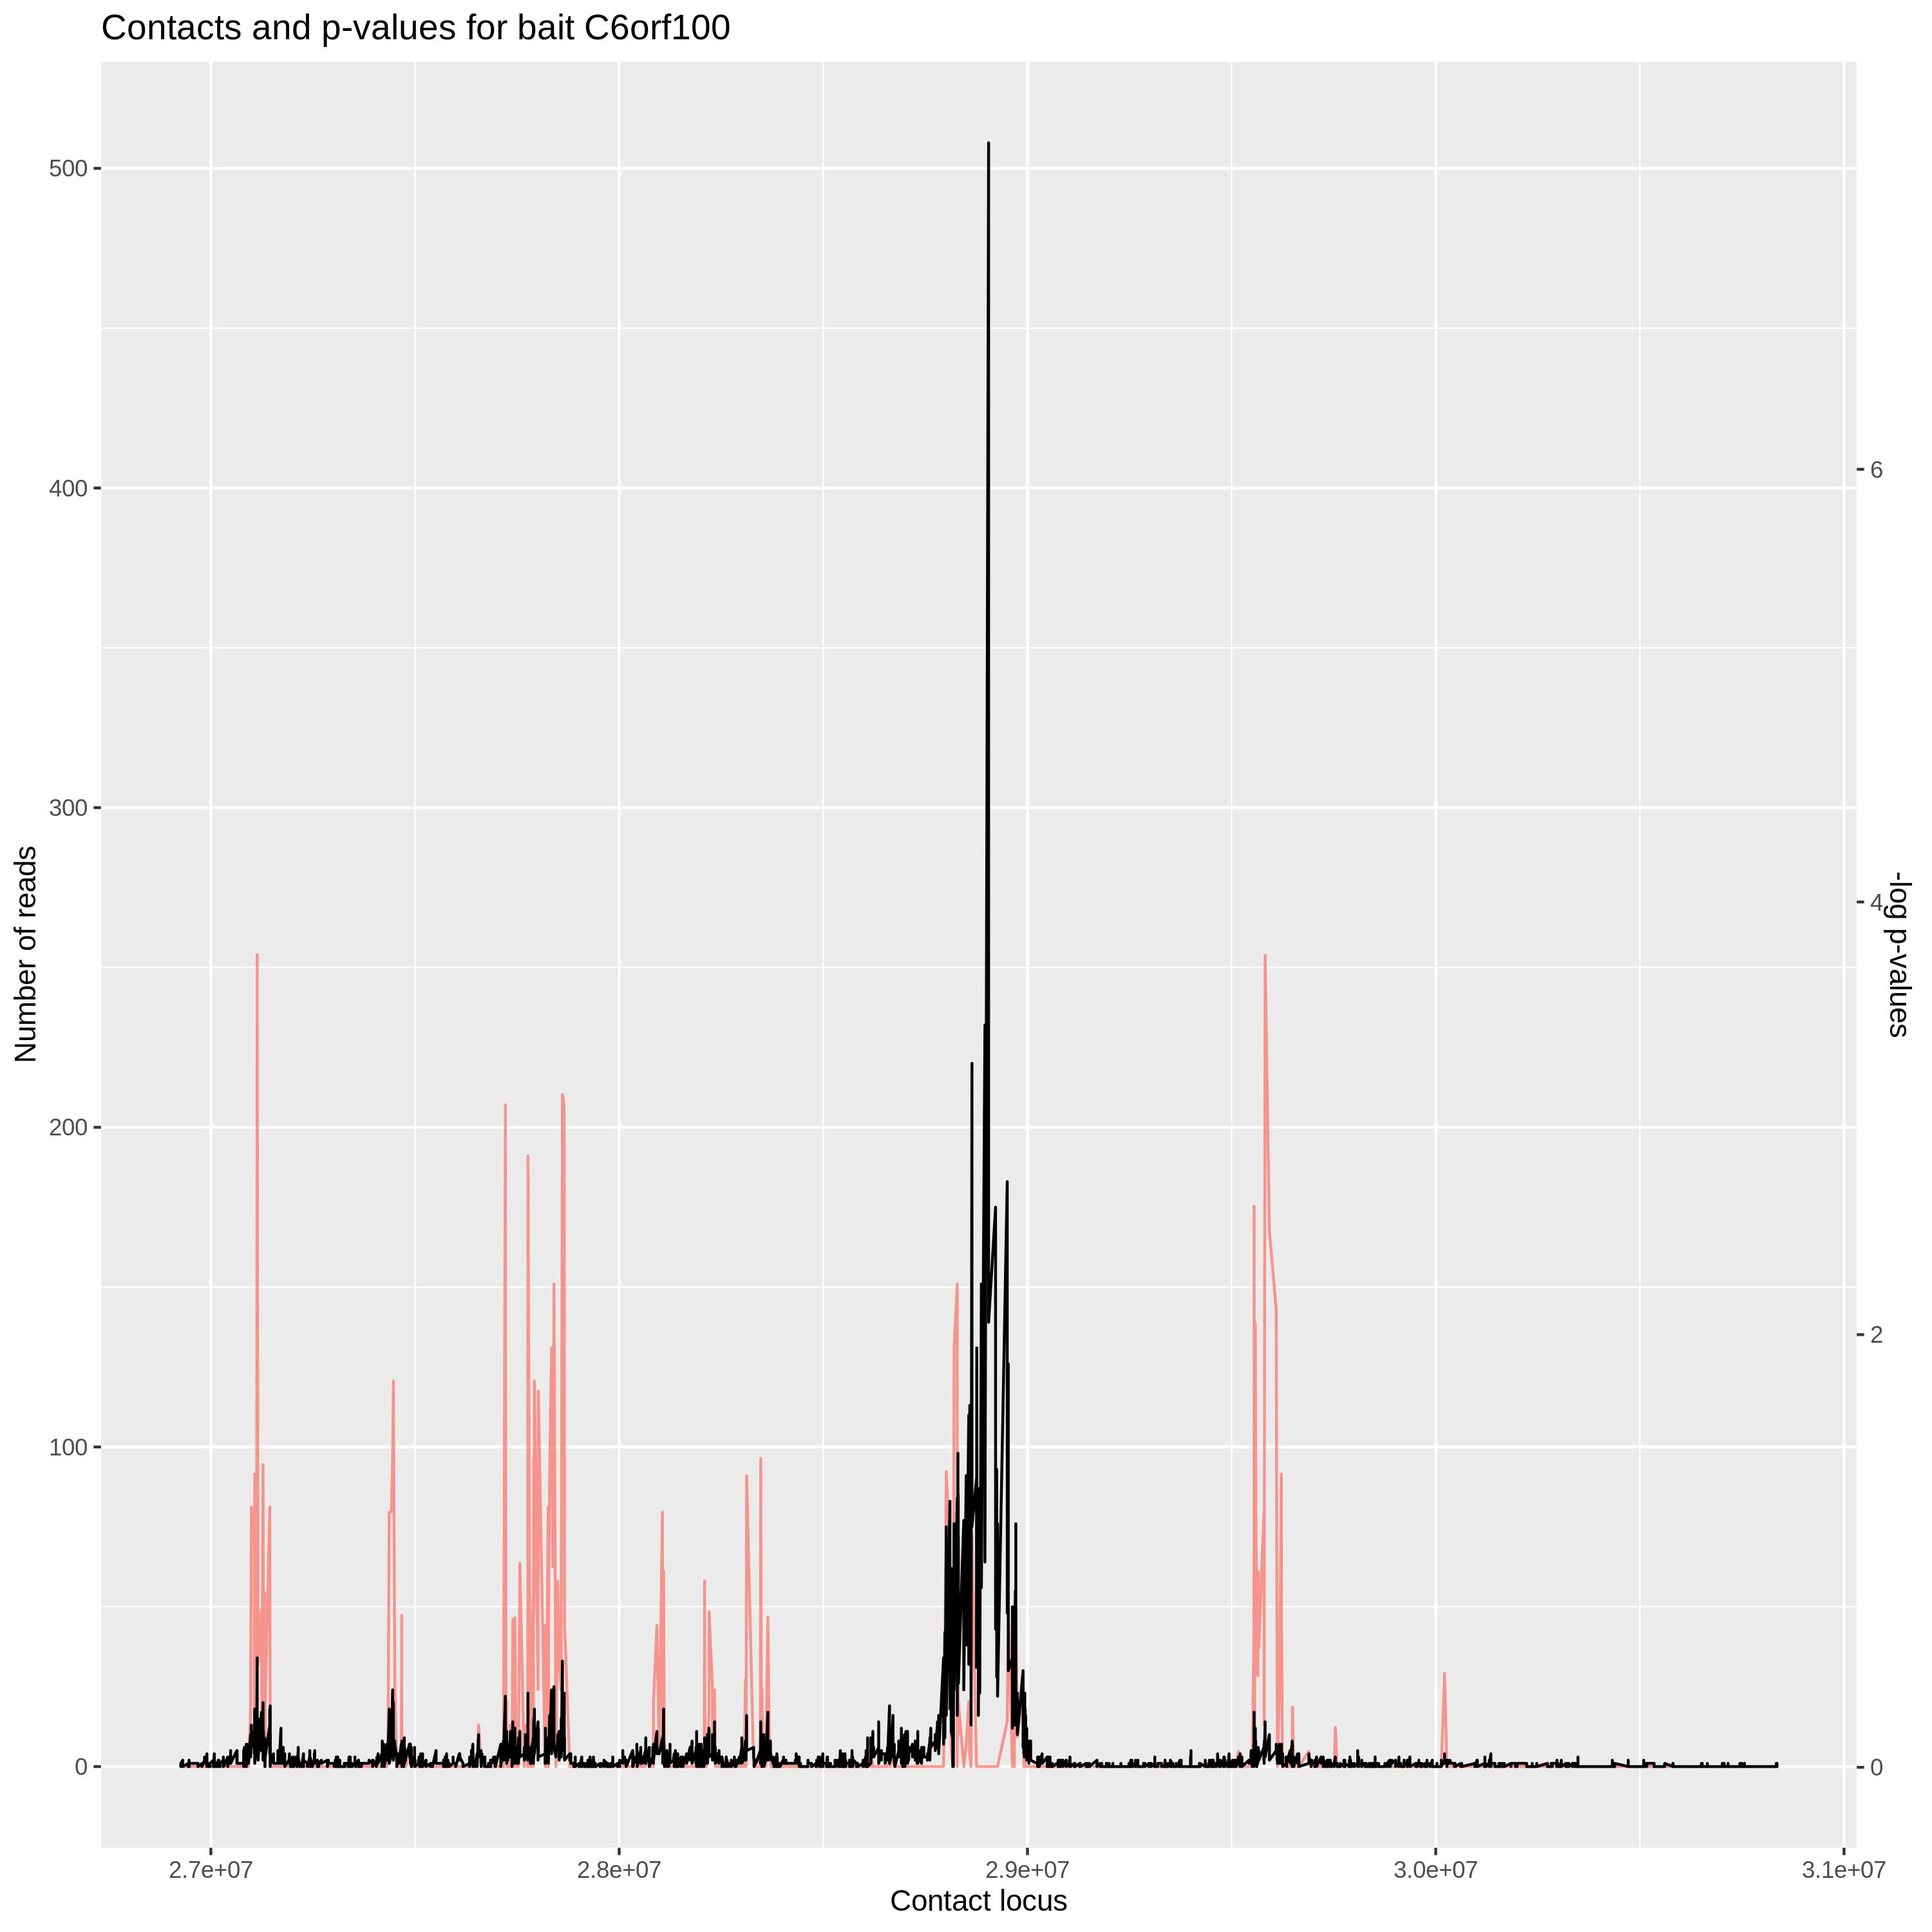 Contacts and p-values for bait C6orf100
500
400
300
200
100
0
Number of reads
6
4
2
0
-log p-values
2.7e+07
2.8e+07
2.9e+07
3.0e+07
3.1e+07
Contact locus